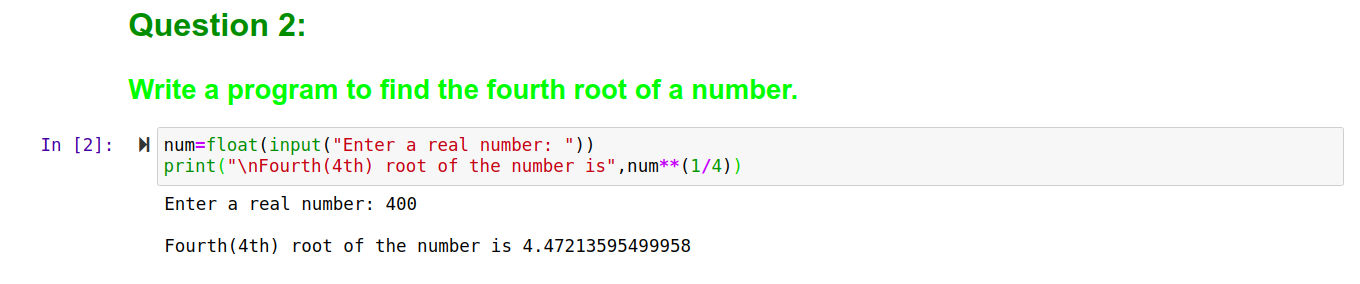 Question 2:
Write a program to find the fourth root of a number.
In [2]:
num=float(input("Enter a real number: "))
print("\nFourth(4th) root of the number is",num**(1/4))
Enter a real number: 400
Fourth(4th) root of the number is 4.47213595499958